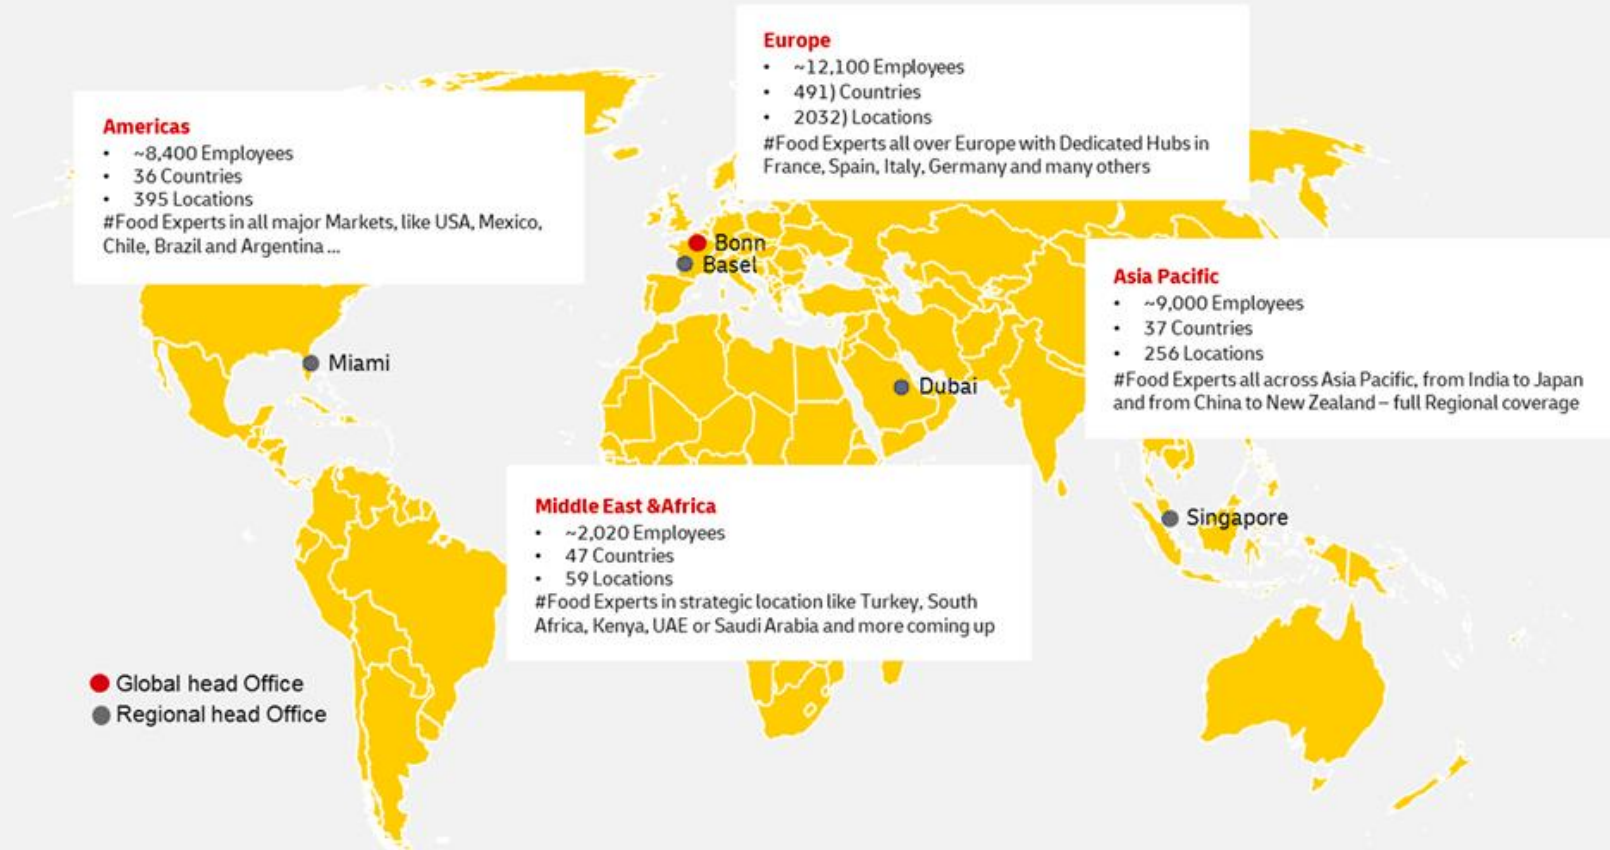 Europe
• ~12,100 Employees
• 491) Countries
• 2032) Locations
#Food Experts all over Europe with Dedicated Hubs in
France, Spain, Italy, Germany and many others
Americas
• ~8,400 Employees
• 36 Countries
• 395 Locations
#Food Experts in all major Markets, like USA, Mexico,
Chile, Brazil and Argentina ...
Bonn
Basel
Asia Pacific
• ~9,000 Employees
• 37 Countries
• 256 Locations
#Food Experts all across Asia Pacific, from India to Japan
and from China to New Zealand – full Regional coverage
Miami
Dubai
Middle East &Africa
• ~2,020 Employees
• 47 Countries
• 59 Locations
#Food Experts in strategic location like Turkey, South
Africa, Kenya, UAE or Saudi Arabia and more coming up
Singapore
Global head Office
Regional head Office